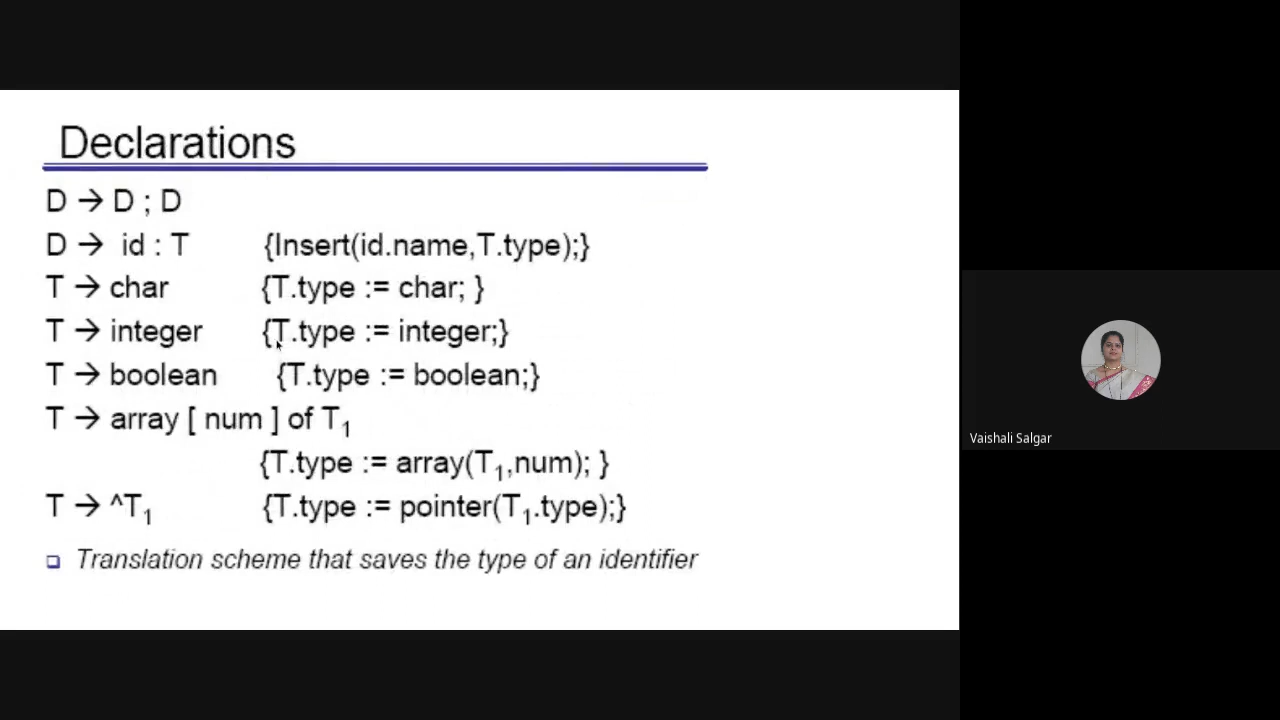 Declarations
D → D ; D
D → id : T {Insert(id.name,T.type);}
T → char {T.type := char; }
T → integer {T.type := integer;}
T → boolean {T.type := boolean;}
T → array [ num ] of T1
{T.type := array(T1,num); }
T → ^T1 {T.type := pointer(T1.type);}
Translation scheme that saves the type of an identifier
Vaishali Salgar